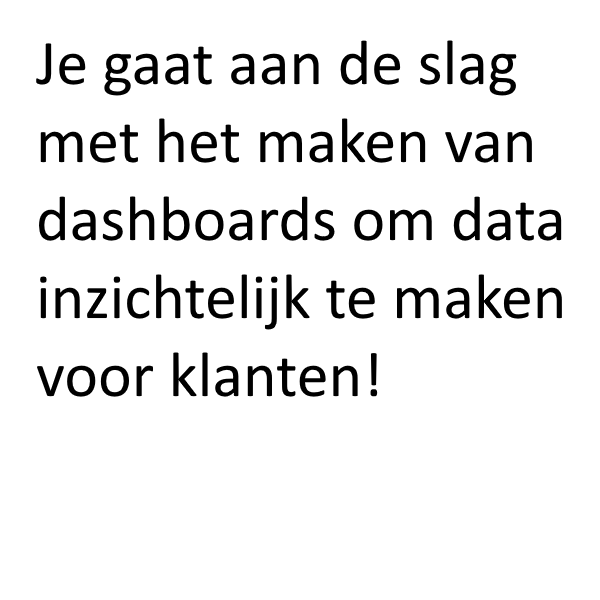 Je gaat aan de slag
met het maken van
dashboards om data
inzichtelijk te maken
voor klanten!